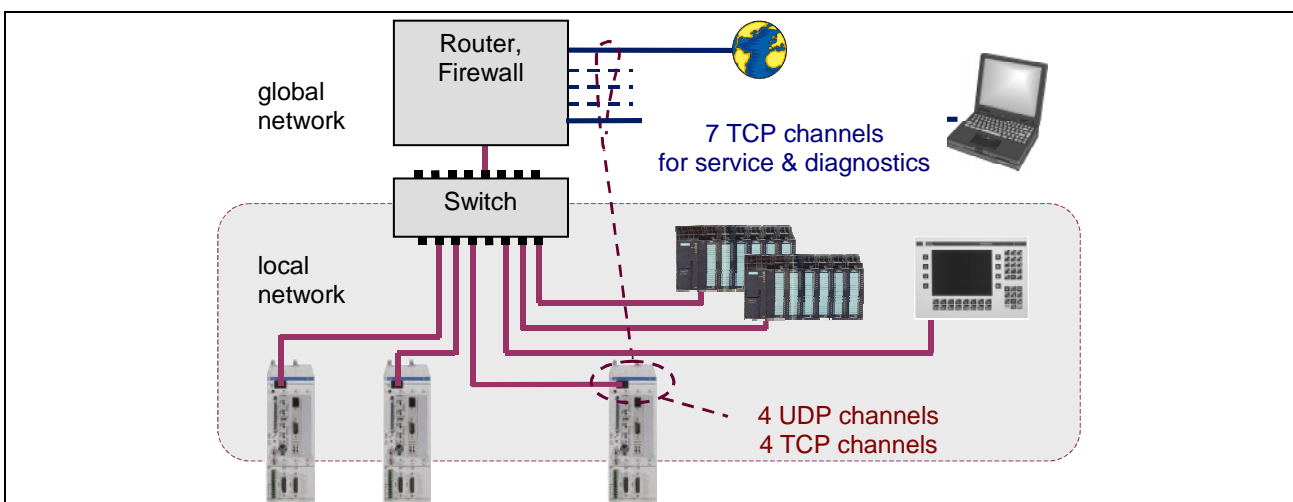 Router,
Firewall
global
network
7 TCP channels
for service & diagnostics
Switch
local
network
4 UDP channels
4 TCP channels